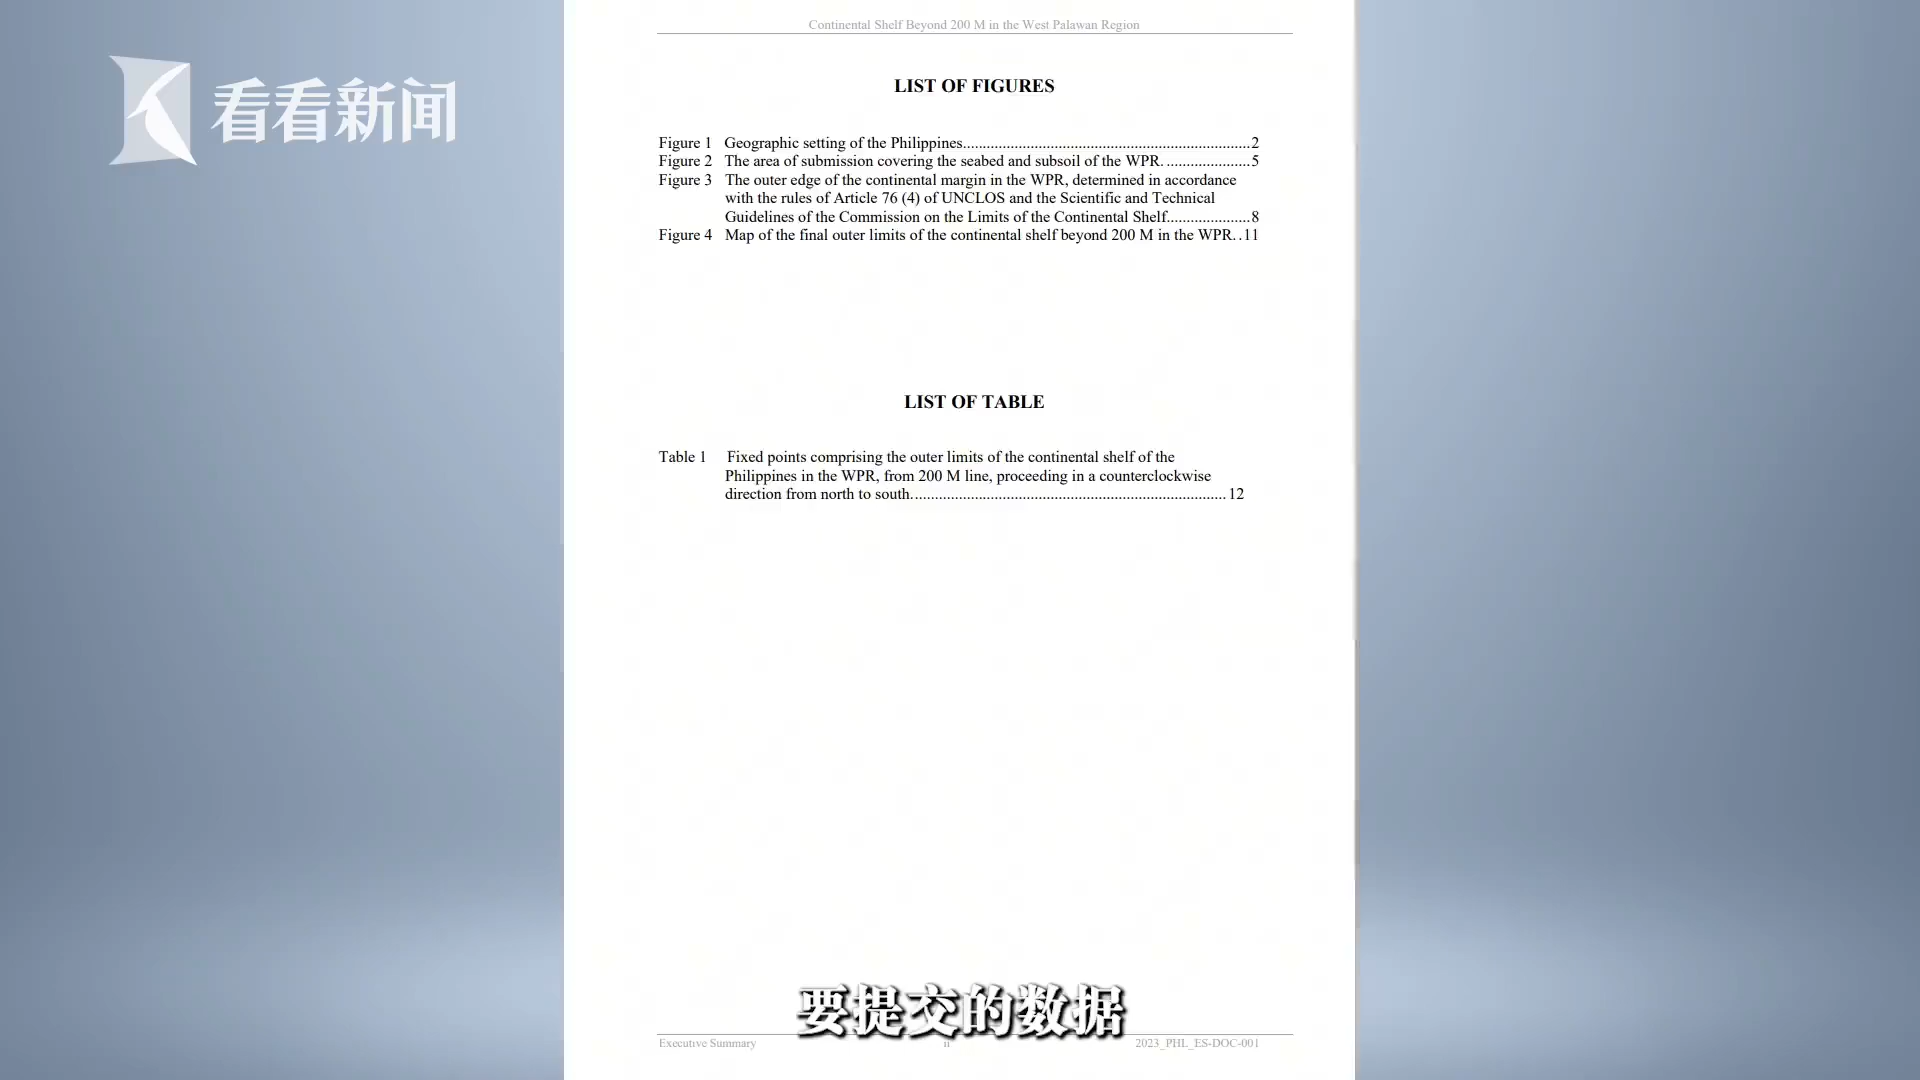 Continental Shelf Beyond 200 M in the West Palawan Region
看看新闻
LIST OF FIGURES
Figure 1 Geographic setting of the Philippines........................................................................2
Figure 2 The area of submission covering the seabed and subsoil of the WPR. .....................5
Figure 3 The outer edge of the continental margin in the WPR, determined in accordance
with the rules of Article 76 (4) of UNCLOS and the Scientific and Technical
Guidelines of the Commission on the Limits of the Continental Shelf.....................8
Figure 4 Map of the final outer limits of the continental shelf beyond 200 M in the WPR. .11
LIST OF TABLE
Table 1 Fixed points comprising the outer limits of the continental shelf of the
Philippines in the WPR, from 200 M line, proceeding in a counterclockwise
direction from north to south...............................................................................12
要提交的数据
Executive Summary ii 2023_PHL_ES-DOC-001